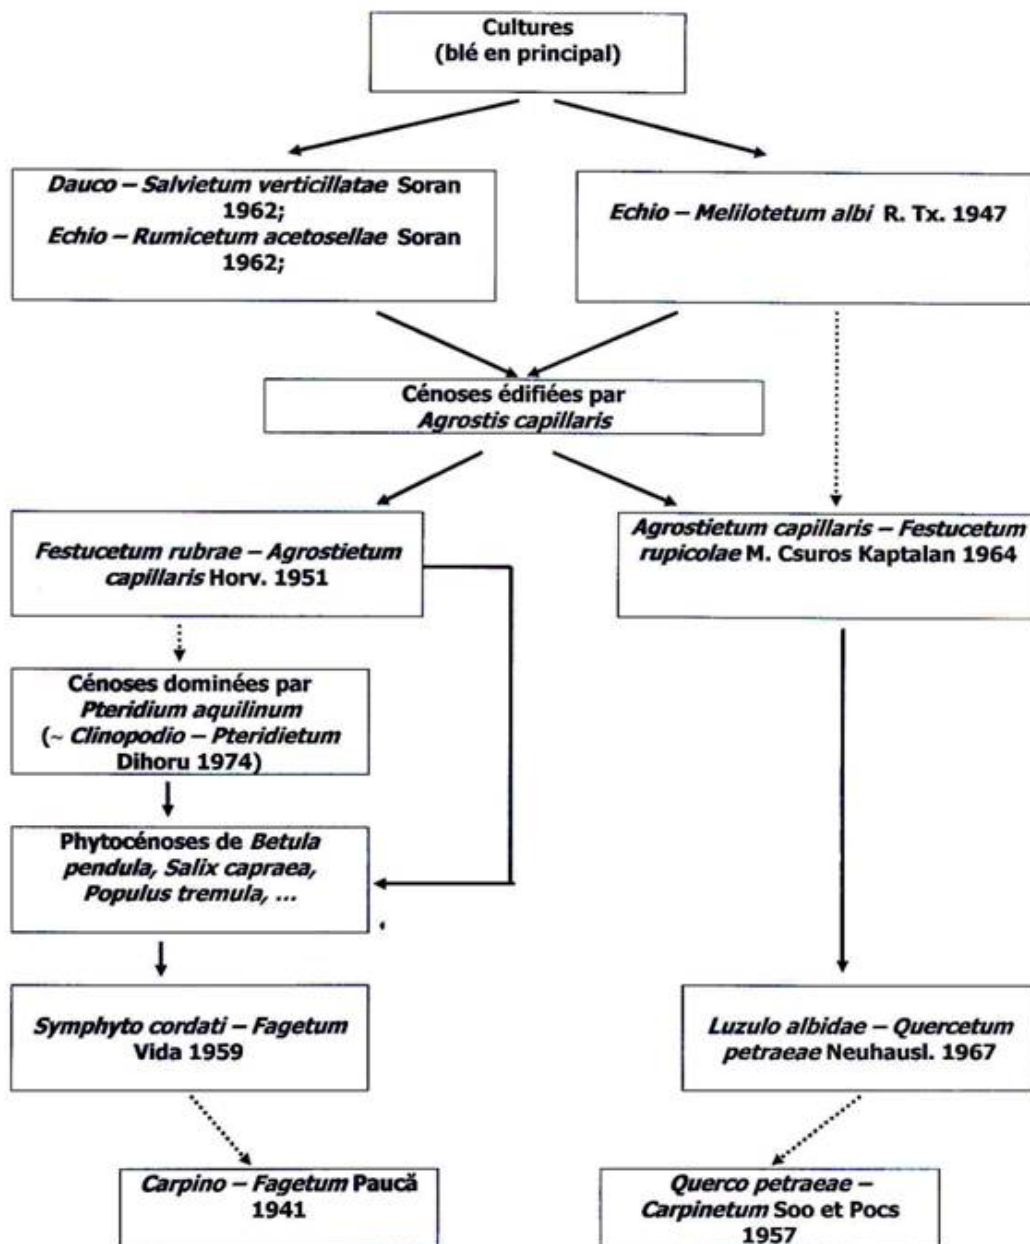 Cultures
(blé en principal)
Dauco – Salvietum verticillatae Soran
1962;
Echio – Rumicetum acetosellae Soran
1962;
Echio – Melilotetum albi R. Tx. 1947
Cénoses édifiées par
Agrostis capillaris
Festucetum rubrae – Agrostietum
capillaris Horv. 1951
Agrostietum capillaris – Festucetum
rupicolae M. Csuros Kaptalan 1964
Cénoses dominées par
Pteridium aquilinum
(~ Clinopodio – Pteridietum
Dihoru 1974)
Phytocénoses de Betula
pendula, Salix capraea,
Populus tremula, ...
Symphyto cordati – Fagetum
Vida 1959
Luzulo albidae – Quercetum
petraeae Neuhausl. 1967
Carpino – Fagetum Paucă
1941
Querco petraeae –
Carpinetum Soo et Pocs
1957